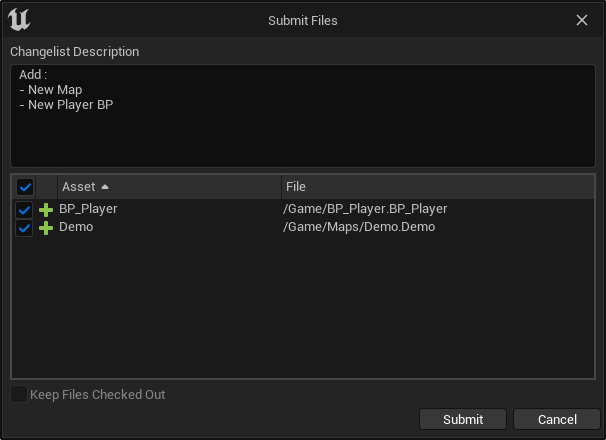 Submit Files
Changelist Description
Add :
- New Map
- New Player BP
Asset File
BP_Player /Game/BP_Player.BP_Player
Demo /Game/Maps/Demo.Demo
Keep Files Checked Out
Submit Cancel